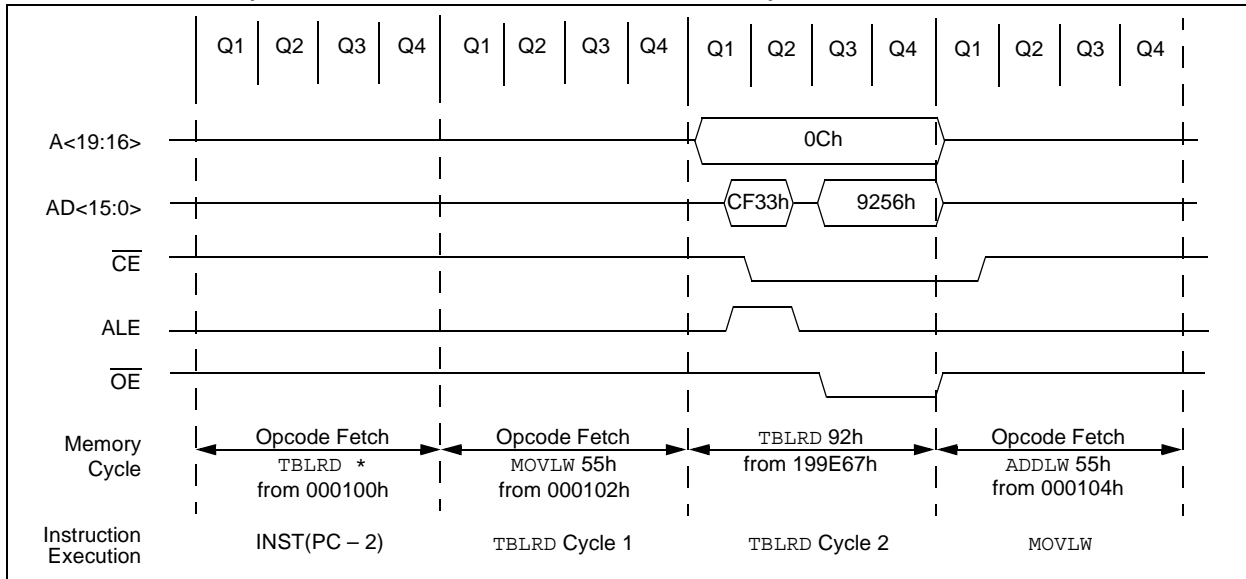 Q1 Q2 Q3 Q4 Q1 Q2 Q3 Q4 Q1 Q2 Q3 Q4 Q1 Q2 Q3 Q4
A<19:16> 0Ch
AD<15:0> CF33h 9256h
CE
ALE
OE
Memory Cycle
Opcode Fetch
TBLRD *
from 000100h
Opcode Fetch
MOVLW 55h
from 000102h
TBLRD 92h
from 199E67h
Opcode Fetch
ADDLW 55h
from 000104h
Instruction
Execution
INST(PC – 2) TBLRD Cycle 1 TBLRD Cycle 2 MOVLW